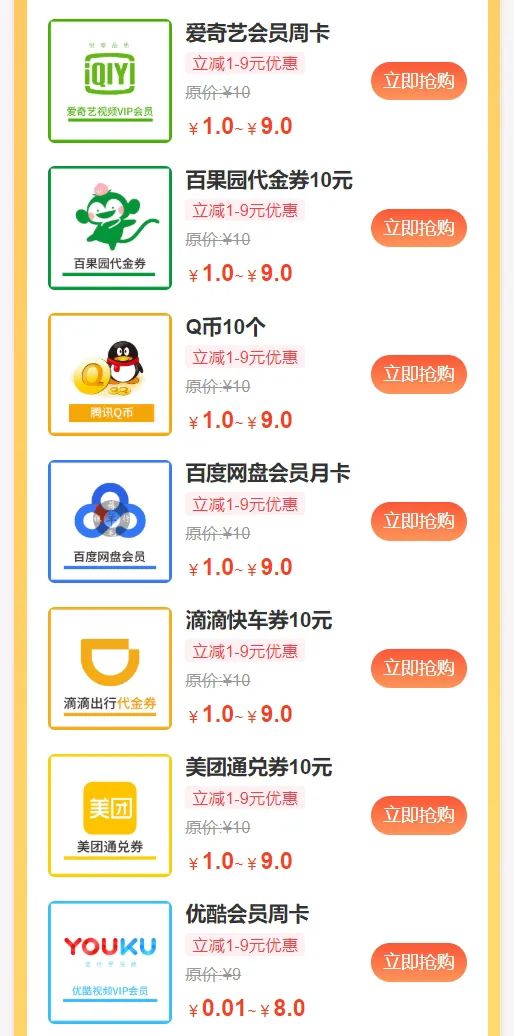 悦享品质
iQIYI
爱奇艺视频VIP会员
爱奇艺会员周卡
立减1-9元优惠
原价:¥10
¥1.0~¥9.0
立即抢购
百果园代金券
百果园代金券10元
立减1-9元优惠
原价:¥10
¥1.0~¥9.0
立即抢购
Q
腾讯Q币
Q币10个
立减1-9元优惠
原价:¥10
¥1.0~¥9.0
立即抢购
百度网盘会员
百度网盘会员月卡
立减1-9元优惠
原价:¥10
¥1.0~¥9.0
立即抢购
滴滴出行代金券
滴滴快车券10元
立减1-9元优惠
原价:¥10
¥1.0~¥9.0
立即抢购
美团
美团通兑券
美团通兑券10元
立减1-9元优惠
原价:¥10
¥1.0~¥9.0
立即抢购
YOUKU
优酷视频VIP会员
优酷会员周卡
立减1-9元优惠
原价:¥9
¥0.01~¥8.0
立即抢购